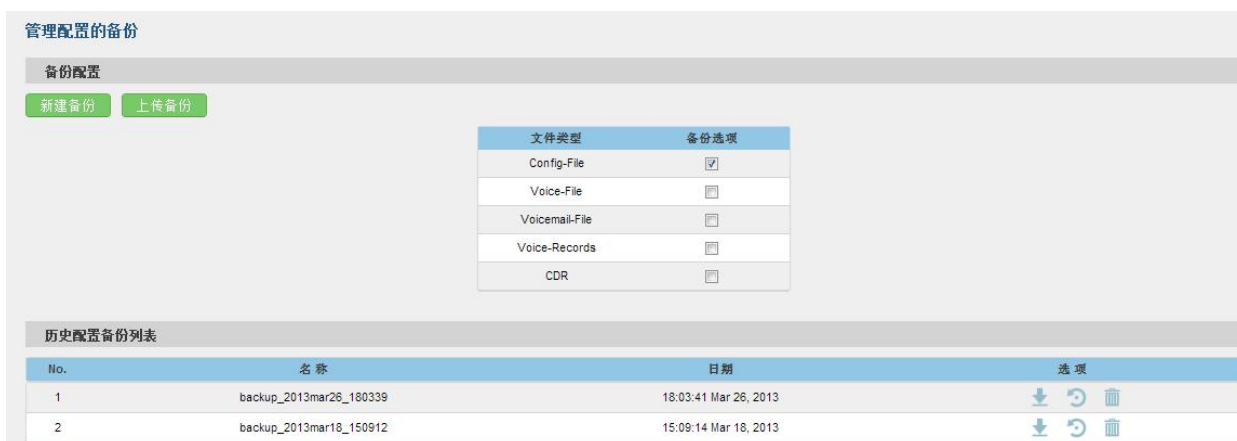 管理配置的备份
备份配置
新建备份 上传备份
文件类型 备份选项
Config-File
Voice-File
Voicemail-File
Voice-Records
CDR
历史配置备份列表
No. 名称 日期 选项
1 backup_2013mar26_180339 18:03:41 Mar 26, 2013
2 backup_2013mar18_150912 15:09:14 Mar 18, 2013